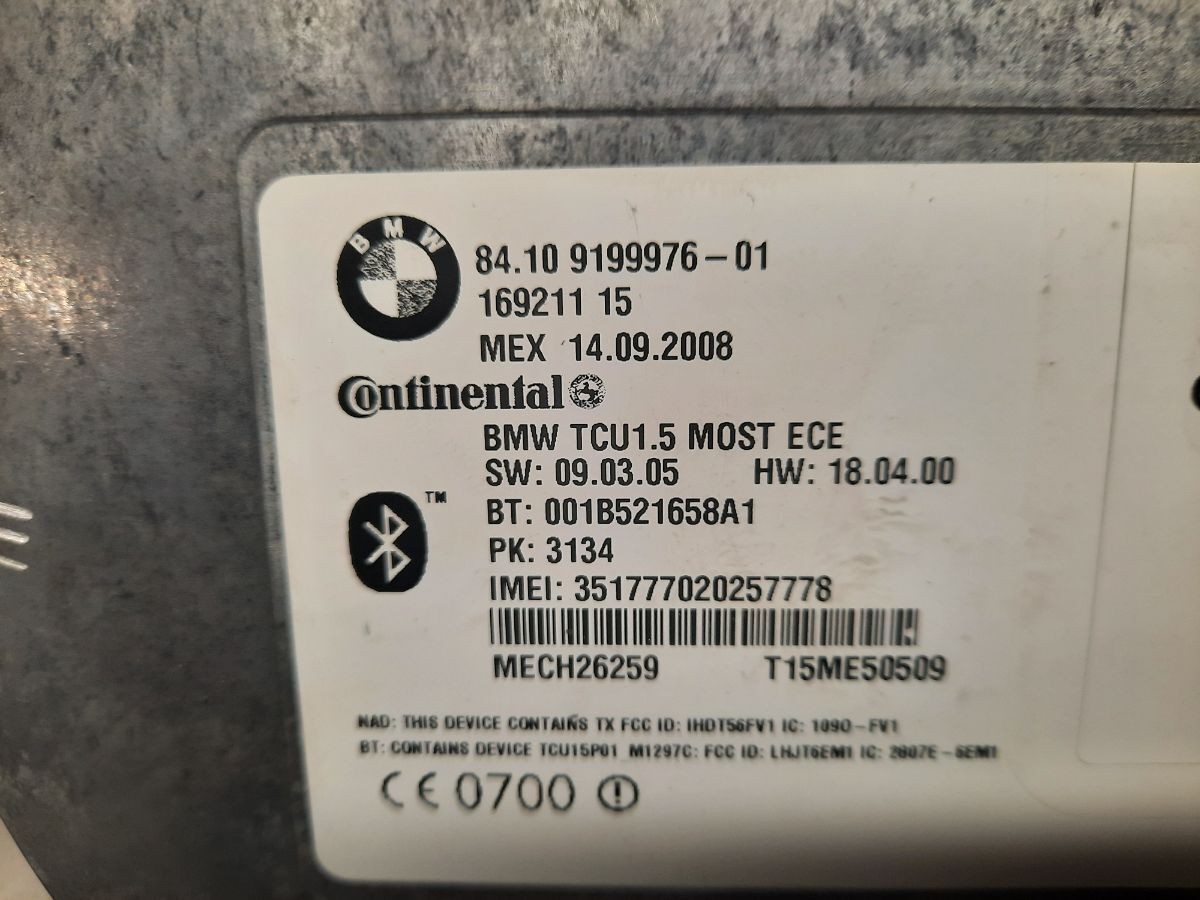 BMW
84.10 9199976-01
169211 15
MEX 14.09.2008
Continental
BMW TCU1.5 MOST ECE
SW: 09.03.05 HW: 18.04.00
TM
BT: 001B521658A1
PK: 3134
IMEI: 351777020257778
MECH26259 T15ME50509
NAD: THIS DEVICE CONTAINS TX FCC ID: IHDT56FV1 IC: 109O-FV1
BT: CONTAINS DEVICE TCU15P01_M1297C: FCC ID: LHJT6EM1 IC: 2607E-6EM1
CE 0700